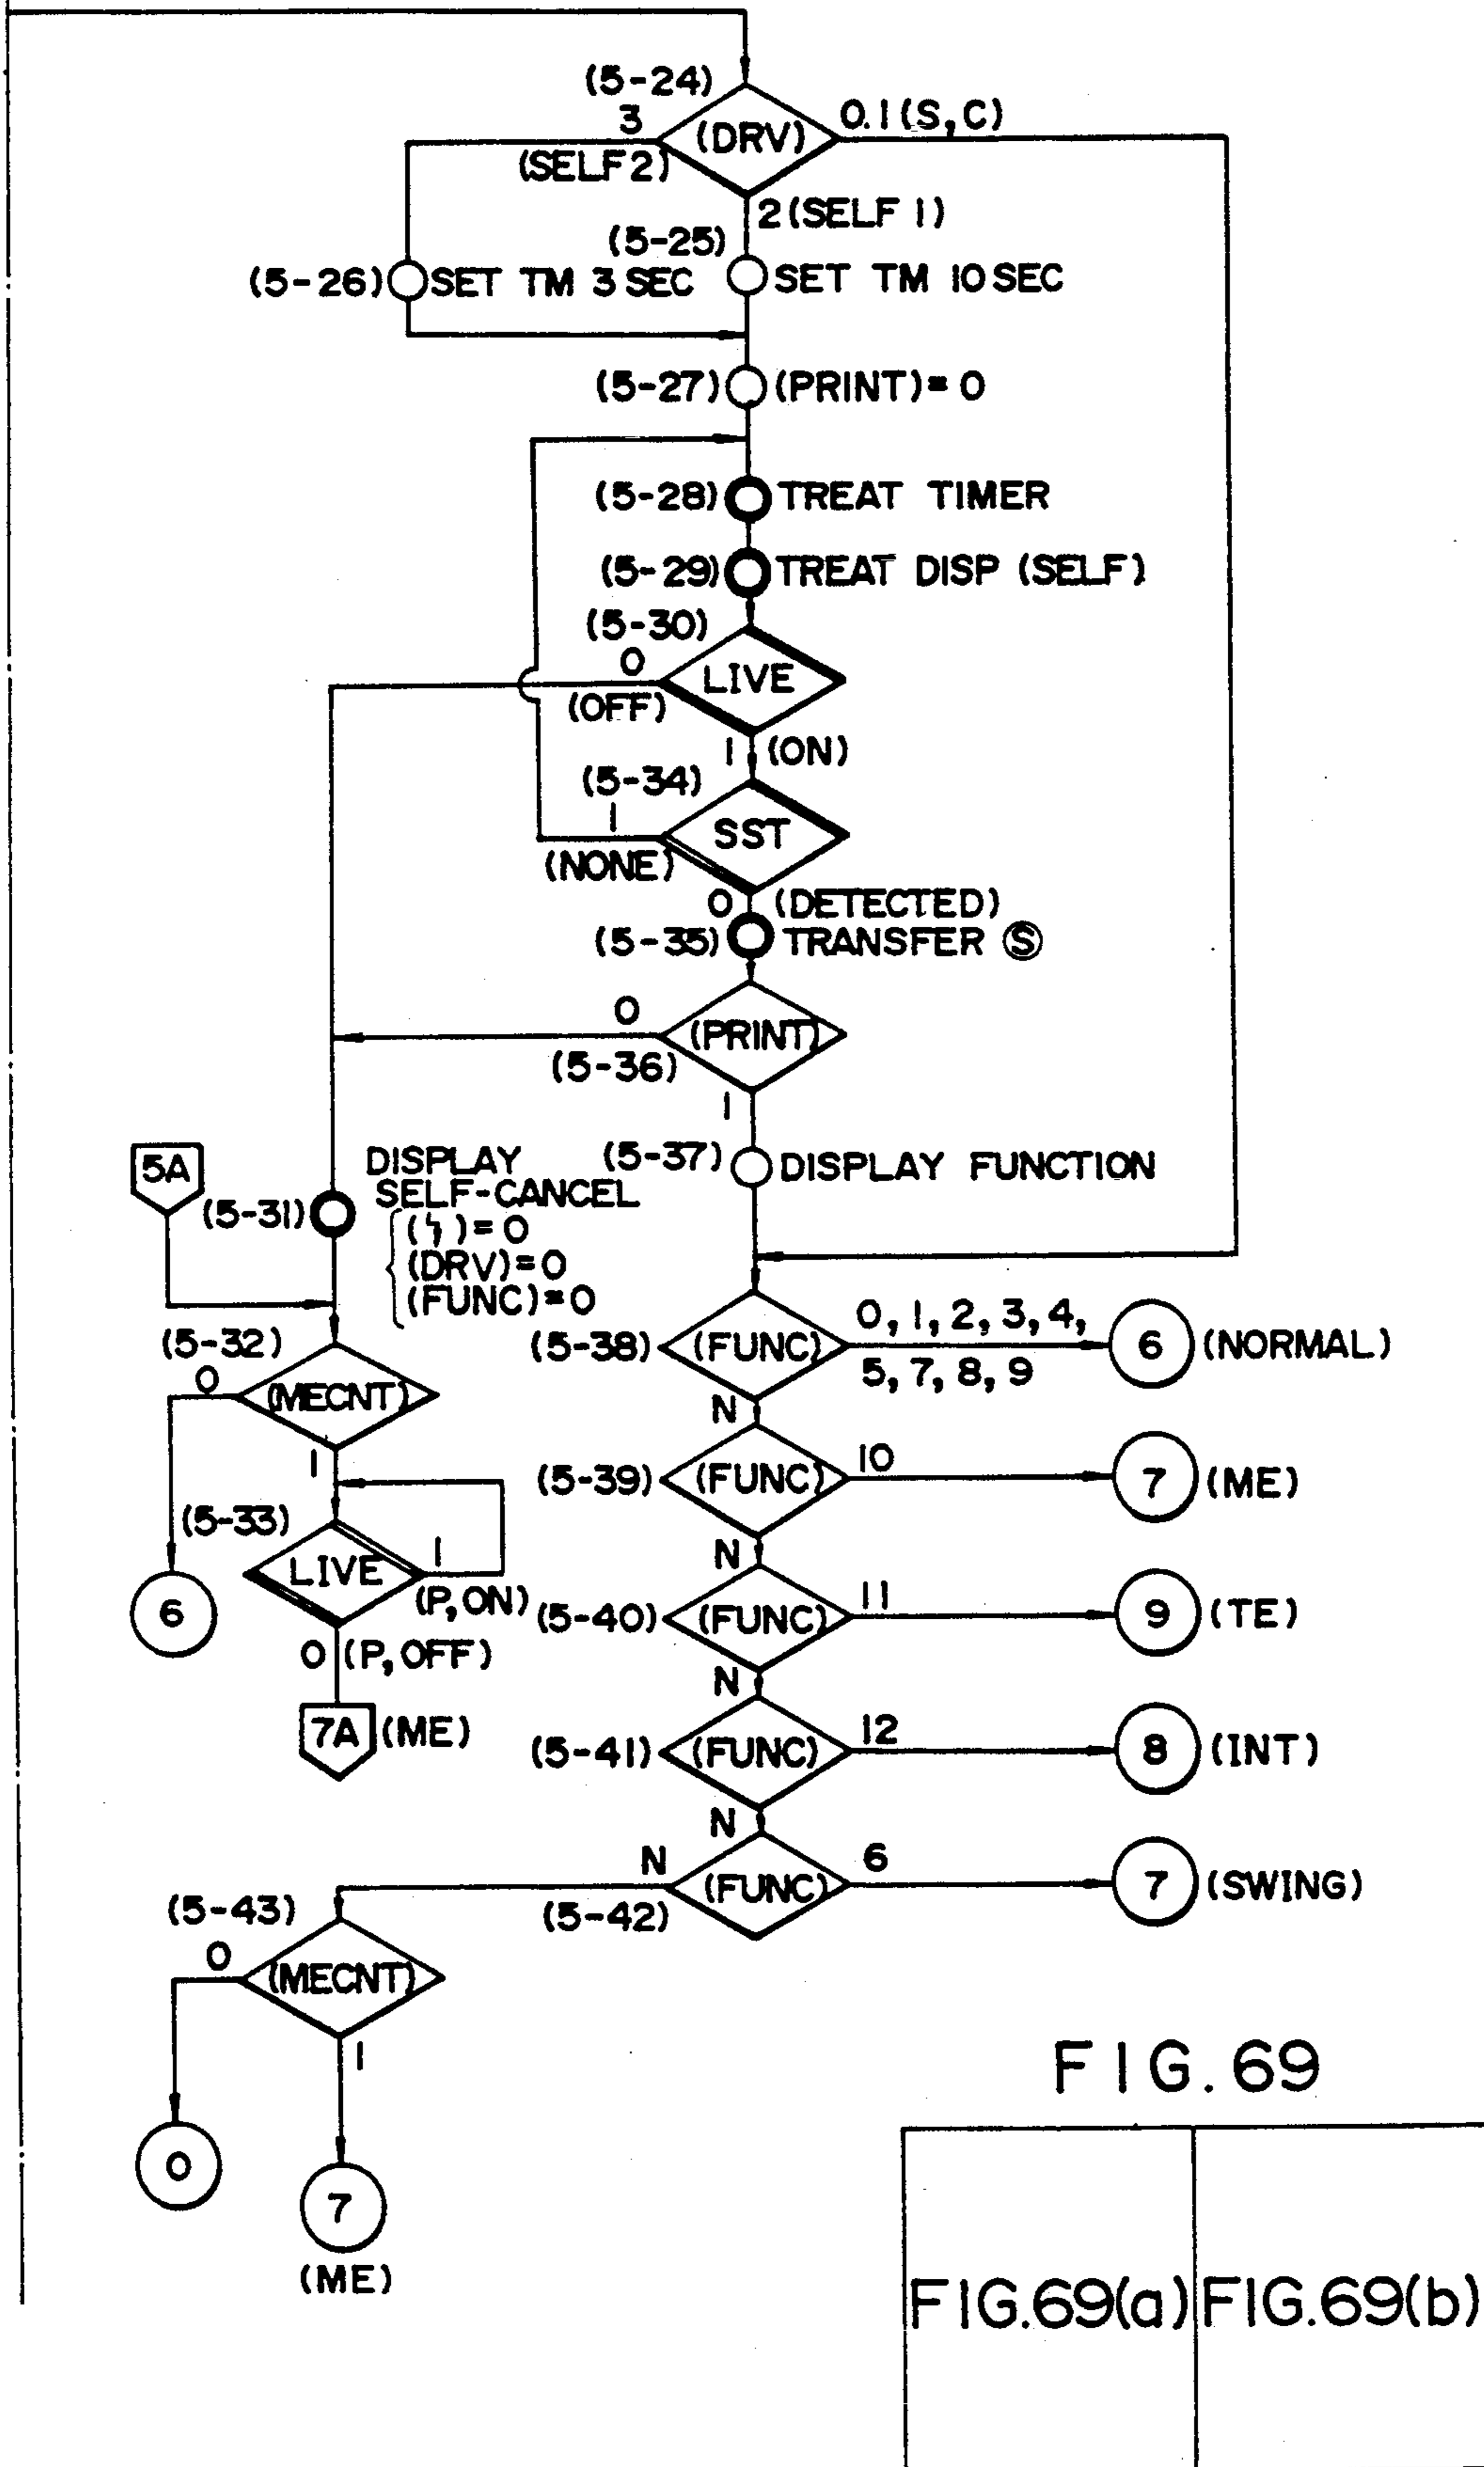 (5-24)
3
(DRV)
0.1(S,C)
(SELF2)
2(SELF 1)
(5-25)
(5-26) SET TM 3 SEC
SET TM 10SEC
(5-27) (PRINT)=0
(5-28) TREAT TIMER
(5-29) TREAT DISP (SELF)
(5-30)
0
LIVE
(OFF)
1 (ON)
(5-34)
1
SST
(NONE)
0 (DETECTED)
(5-35) TRANSFER Ⓢ
0
(PRINT)
(5-36)
1
5A
DISPLAY
SELF-CANCEL
(5-37) DISPLAY FUNCTION
(5-31)
(ϟ)=0
(DRV)=0
(FUNC)=0
(5-38) (FUNC)
0, 1, 2, 3, 4,
5, 7, 8, 9
6 (NORMAL)
(5-32)
0
(MECNT)
1
N
(5-39) (FUNC) 10
7 (ME)
(5-33)
LIVE
1
(P,ON)
0 (P,OFF)
6
7A (ME)
N
(5-40) (FUNC) 11
9 (TE)
N
(5-41) (FUNC) 12
8 (INT)
N
N
(FUNC) 6
7 (SWING)
(5-42)
(5-43)
0
(MECNT)
1
0
7
(ME)
FIG. 69
FIG.69(a) FIG.69(b)